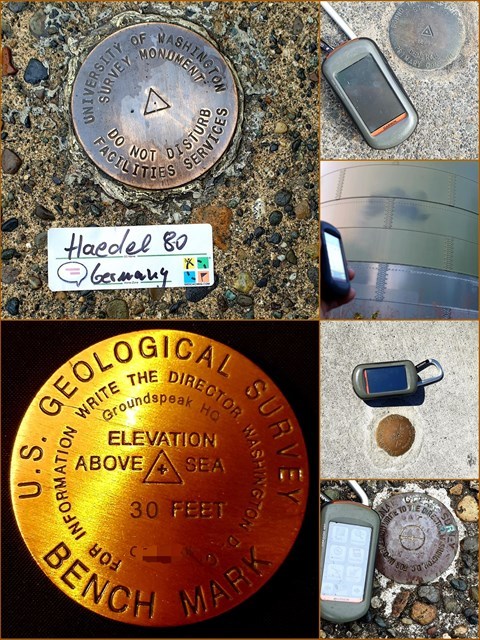 UNIVERSITY OF WASHINGTON
SURVEY MONUMENT
DO NOT DISTURB
FACILITIES SERVICES
Haedel 80
Germany
U.S. GEOLOGICAL SURVEY
FOR INFORMATION WRITE THE DIRECTOR WASHINGTON D.
Groundspeak HQ
ELEVATION
ABOVE SEA
30 FEET
BENCH MARK